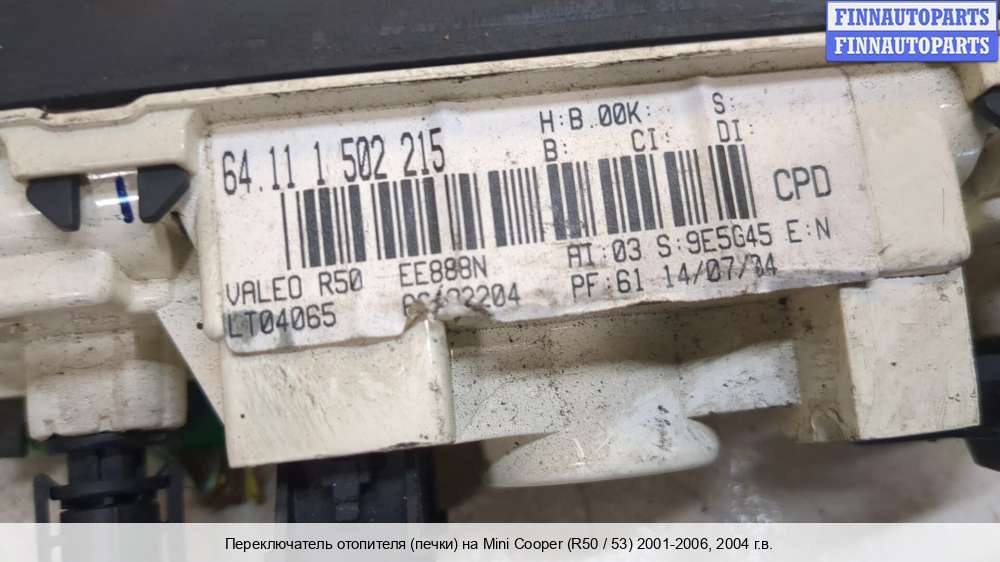 FINNAUTOPARTS
FINNAUTOPARTS
H:B.00K: S:
64.11 1 502 215 B: CI: DI:
CPD
VALEO R50 EE888N AI:03 S:9E5G45 E:N
LT04065 PF:61 14/07/04
Переключатель отопителя (печки) на Mini Cooper (R50 / 53) 2001-2006, 2004 г.в.